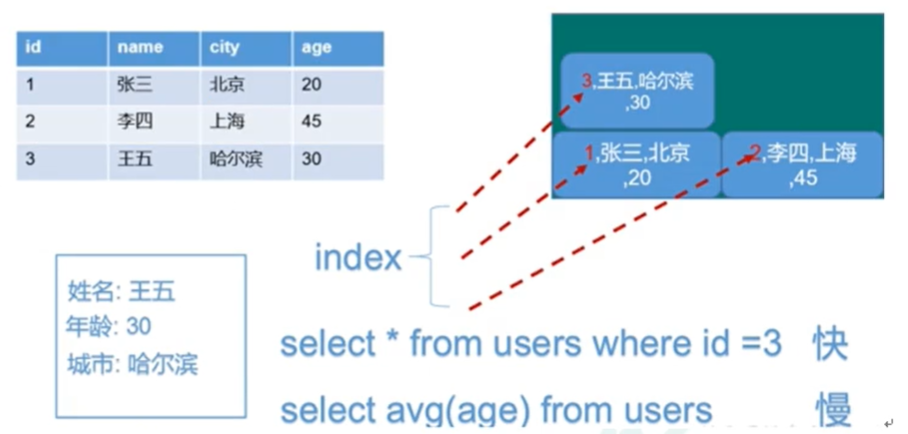 id name city age
1 张三 北京 20
2 李四 上海 45
3 王五 哈尔滨 30
3,王五,哈尔滨
,30
1,张三,北京
,20
2,李四,上海
,45
index
姓名: 王五
年龄: 30
城市: 哈尔滨
select * from users where id =3 快
select avg(age) from users 慢